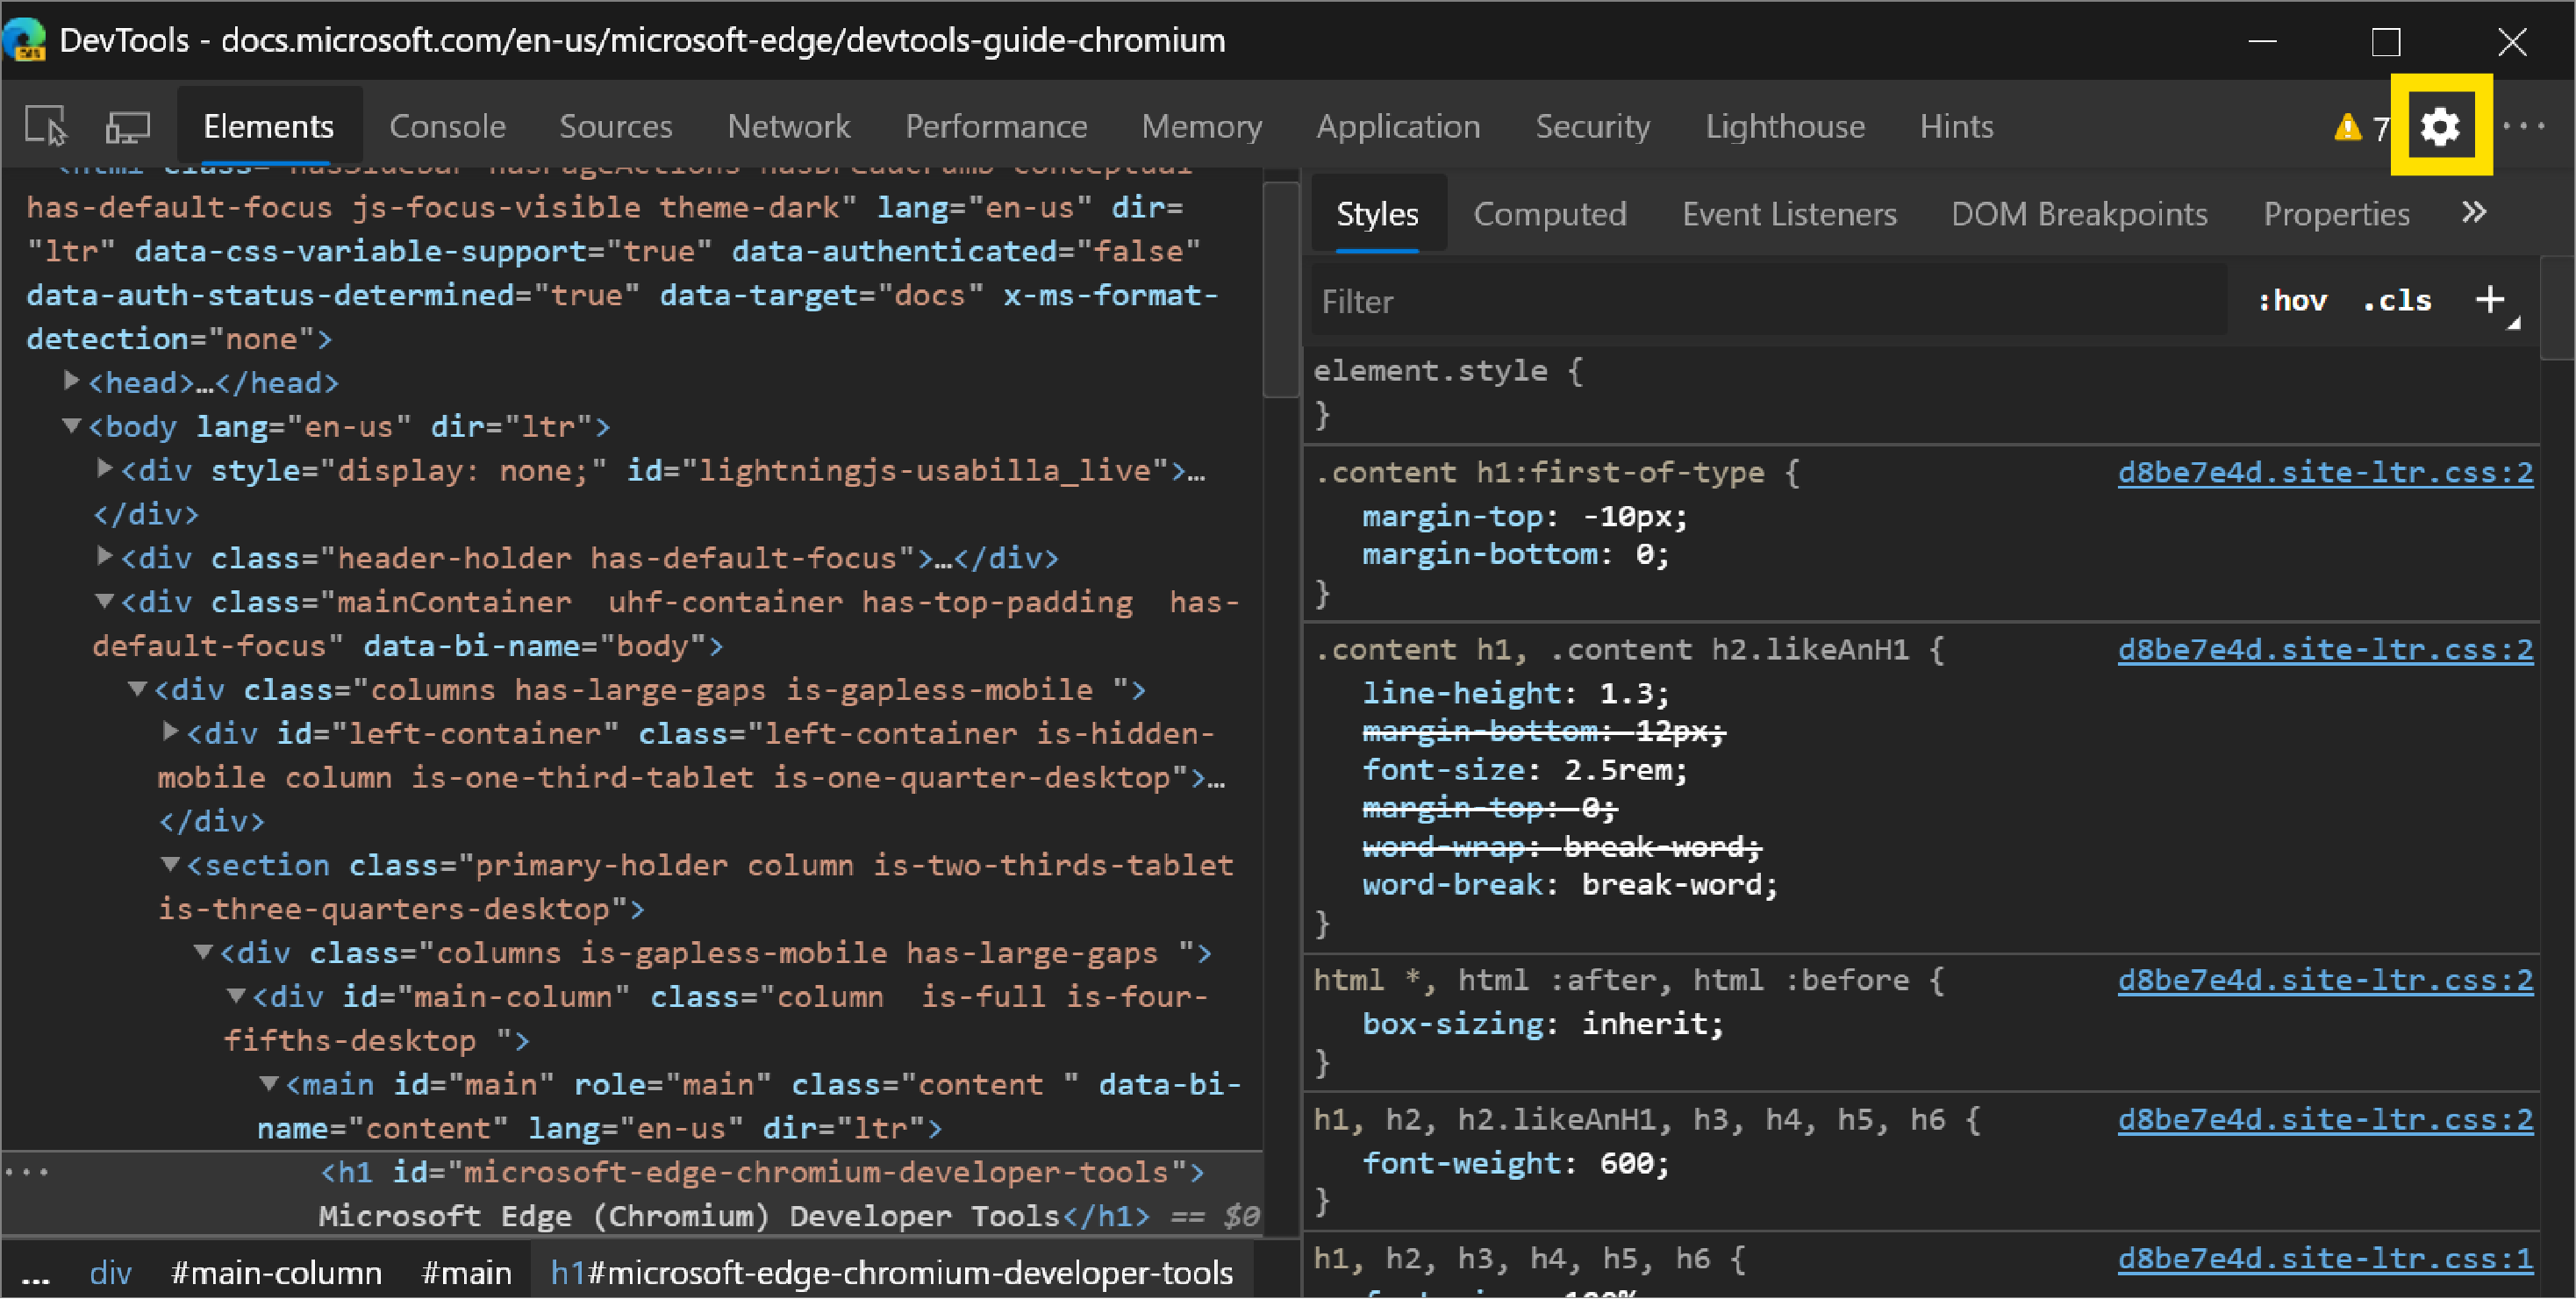 DevTools - docs.microsoft.com/en-us/microsoft-edge/devtools-guide-chromium
Elements Console Sources Network Performance Memory Application Security Lighthouse Hints 7
<html class="hasSidebar hasPageActions hasBreadcrumb conceptual
has-default-focus js-focus-visible theme-dark" lang="en-us" dir=
"ltr" data-css-variable-support="true" data-authenticated="false"
data-auth-status-determined="true" data-target="docs" x-ms-format-
detection="none">
<head>…</head>
<body lang="en-us" dir="ltr">
<div style="display: none;" id="lightningjs-usabilla_live">…
</div>
<div class="header-holder has-default-focus">…</div>
<div class="mainContainer  uhf-container has-top-padding  has-
default-focus" data-bi-name="body">
<div class="columns has-large-gaps is-gapless-mobile ">
<div id="left-container" class="left-container is-hidden-
mobile column is-one-third-tablet is-one-quarter-desktop">…
</div>
<section class="primary-holder column is-two-thirds-tablet
is-three-quarters-desktop">
<div class="columns is-gapless-mobile has-large-gaps ">
<div id="main-column" class="column  is-full is-four-
fifths-desktop ">
<main id="main" role="main" class="content " data-bi-
name="content" lang="en-us" dir="ltr">
<h1 id="microsoft-edge-chromium-developer-tools">
Microsoft Edge (Chromium) Developer Tools</h1> == $0
... div #main-column #main h1#microsoft-edge-chromium-developer-tools
Styles Computed Event Listeners DOM Breakpoints Properties »
Filter :hov .cls +
element.style {
}
.content h1:first-of-type { d8be7e4d.site-ltr.css:2
margin-top: -10px;
margin-bottom: 0;
}
.content h1, .content h2.likeAnH1 { d8be7e4d.site-ltr.css:2
line-height: 1.3;
margin-bottom: 12px;
font-size: 2.5rem;
margin-top: 0;
word-wrap: break-word;
word-break: break-word;
}
html *, html :after, html :before { d8be7e4d.site-ltr.css:2
box-sizing: inherit;
}
h1, h2, h2.likeAnH1, h3, h4, h5, h6 { d8be7e4d.site-ltr.css:2
font-weight: 600;
}
h1, h2, h3, h4, h5, h6 { d8be7e4d.site-ltr.css:1
font-size: 100%